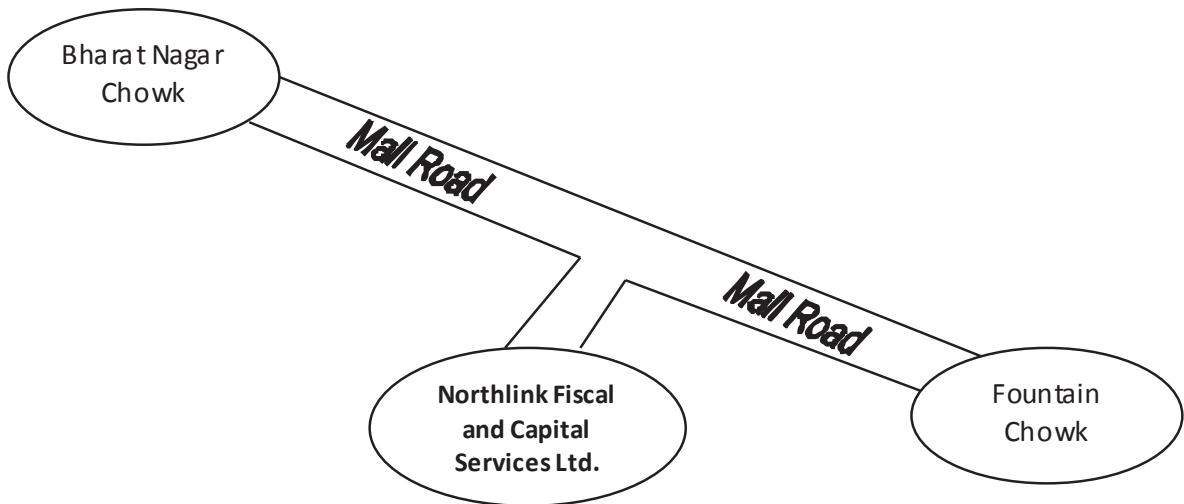 Bharat Nagar
Chowk
Mall Road
Mall Road
Northlink Fiscal
and Capital
Services Ltd.
Fountain
Chowk